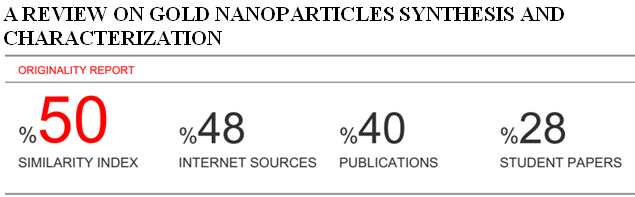 A REVIEW ON GOLD NANOPARTICLES SYNTHESIS AND
CHARACTERIZATION
ORIGINALITY REPORT
%50 %48 %40 %28
SIMILARITY INDEX INTERNET SOURCES PUBLICATIONS STUDENT PAPERS